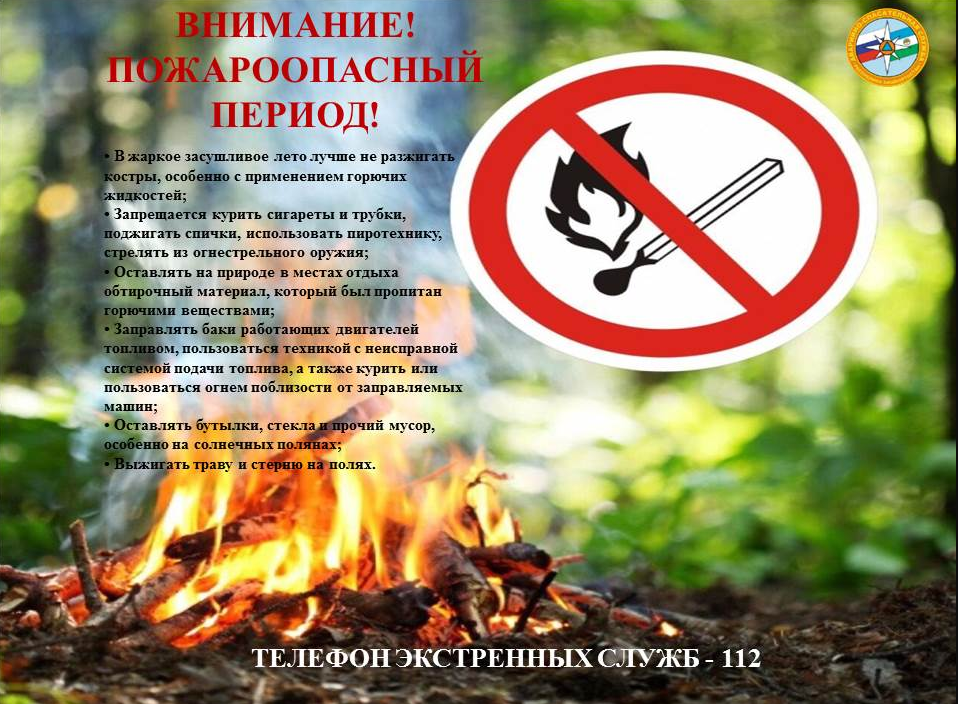 ВНИМАНИЕ!
ПОЖАРООПАСНЫЙ
ПЕРИОД!
• В жаркое засушливое лето лучше не разжигать
костры, особенно с применением горючих
жидкостей;
• Запрещается курить сигареты и трубки,
поджигать спички, использовать пиротехнику,
стрелять из огнестрельного оружия;
• Оставлять на природе в местах отдыха
обтирочный материал, который был пропитан
горючими веществами;
• Заправлять баки работающих двигателей
топливом, пользоваться техникой с неисправной
системой подачи топлива, а также курить или
пользоваться огнем поблизости от заправляемых
машин;
• Оставлять бутылки, стекла и прочий мусор,
особенно на солнечных полянах;
• Выжигать траву и стерню на полях.
ТЕЛЕФОН ЭКСТРЕННЫХ СЛУЖБ - 112